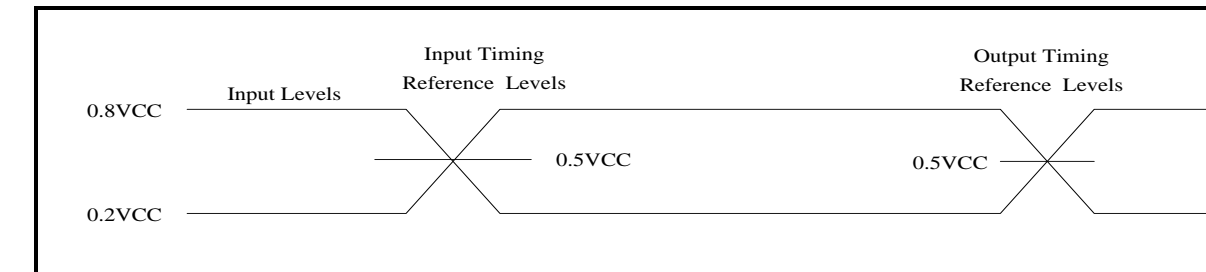 Input Timing
Reference Levels
Output Timing
Reference Levels
Input Levels
0.8VCC
0.5VCC
0.5VCC
0.2VCC